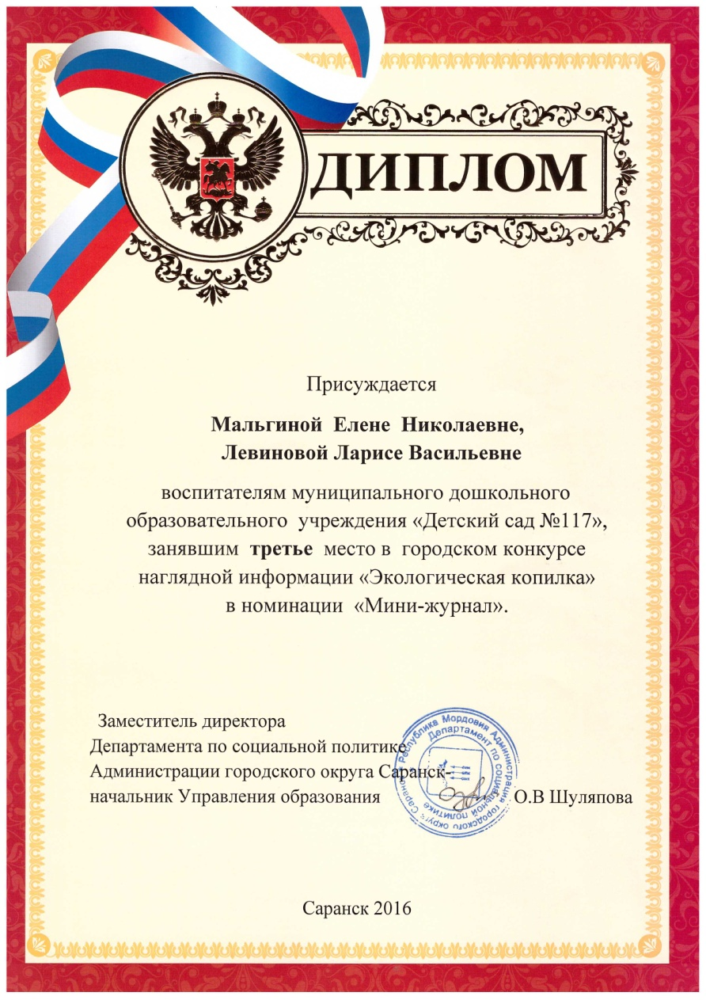 ДИПЛОМ
Присуждается
Мальгиной Елене Николаевне,
Левиновой Ларисе Васильевне
воспитателям муниципального дошкольного
образовательного учреждения «Детский сад №117»,
занявшим третье место в городском конкурсе
наглядной информации «Экологическая копилка»
в номинации «Мини-журнал».
Заместитель директора
Департамента по социальной политике
Администрации городского округа Саранск-
начальник Управления образования О.В Шуляпова
Республика Мордовия Администрация городского округа Саранск
Департамент по социальной политике
Саранск 2016